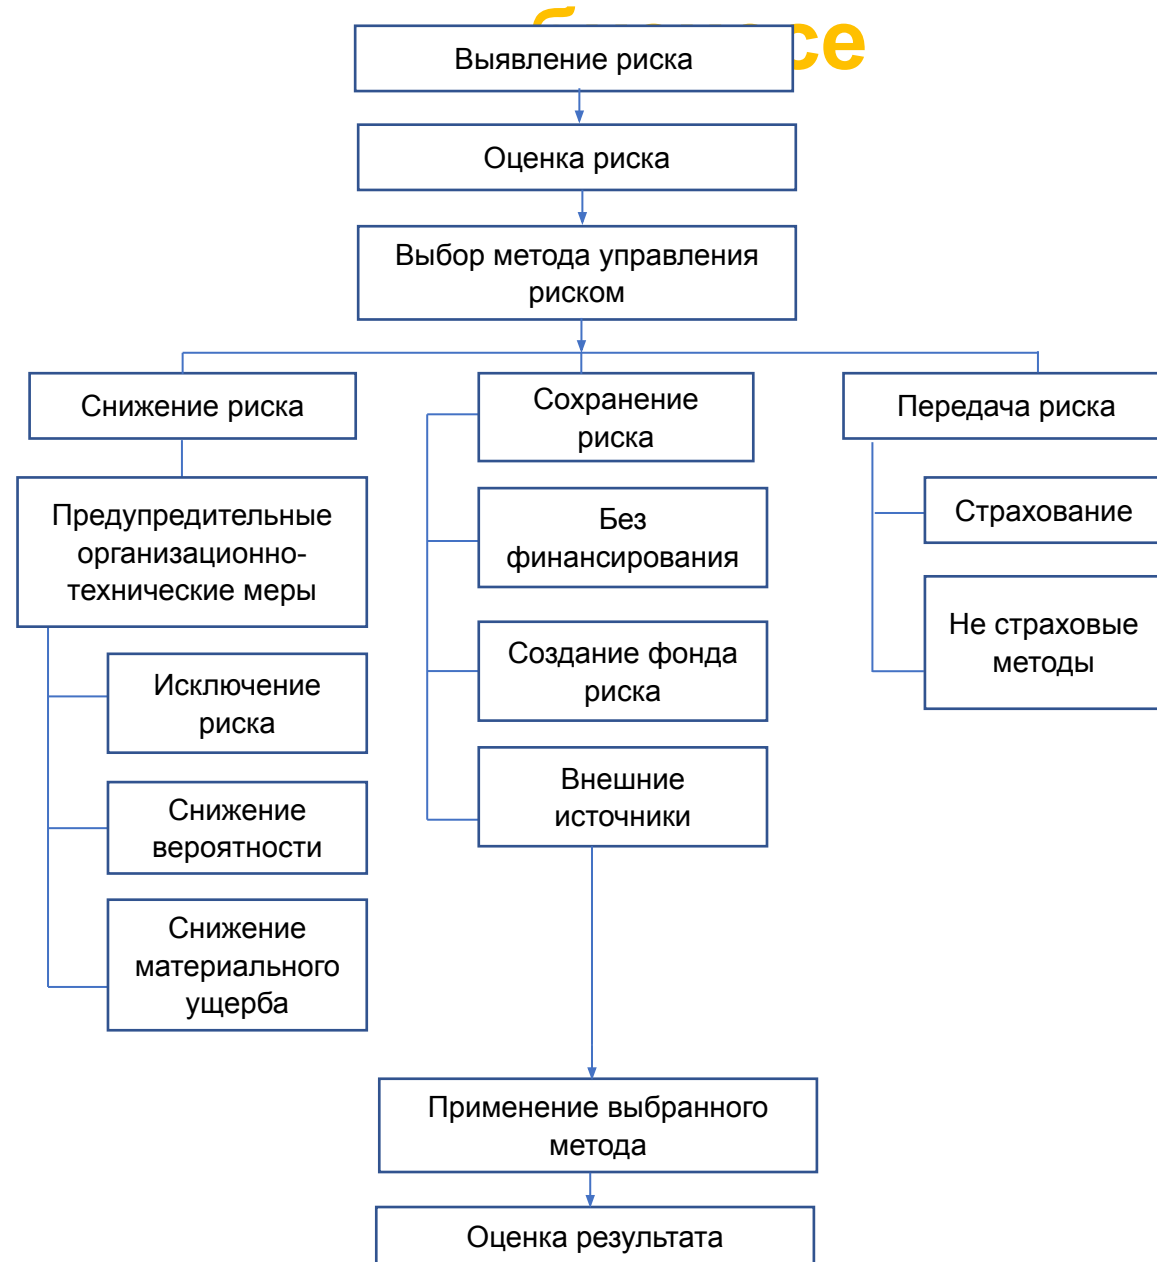 Выявление риска
Оценка риска
Выбор метода управления
риском
Снижение риска
Предупредительные
организационно-
технические меры
Исключение
риска
Снижение
вероятности
Снижение
материального
ущерба
Сохранение
риска
Без
финансирования
Создание фонда
риска
Внешние
источники
Передача риска
Страхование
Не страховые
методы
Применение выбранного
метода
Оценка результата